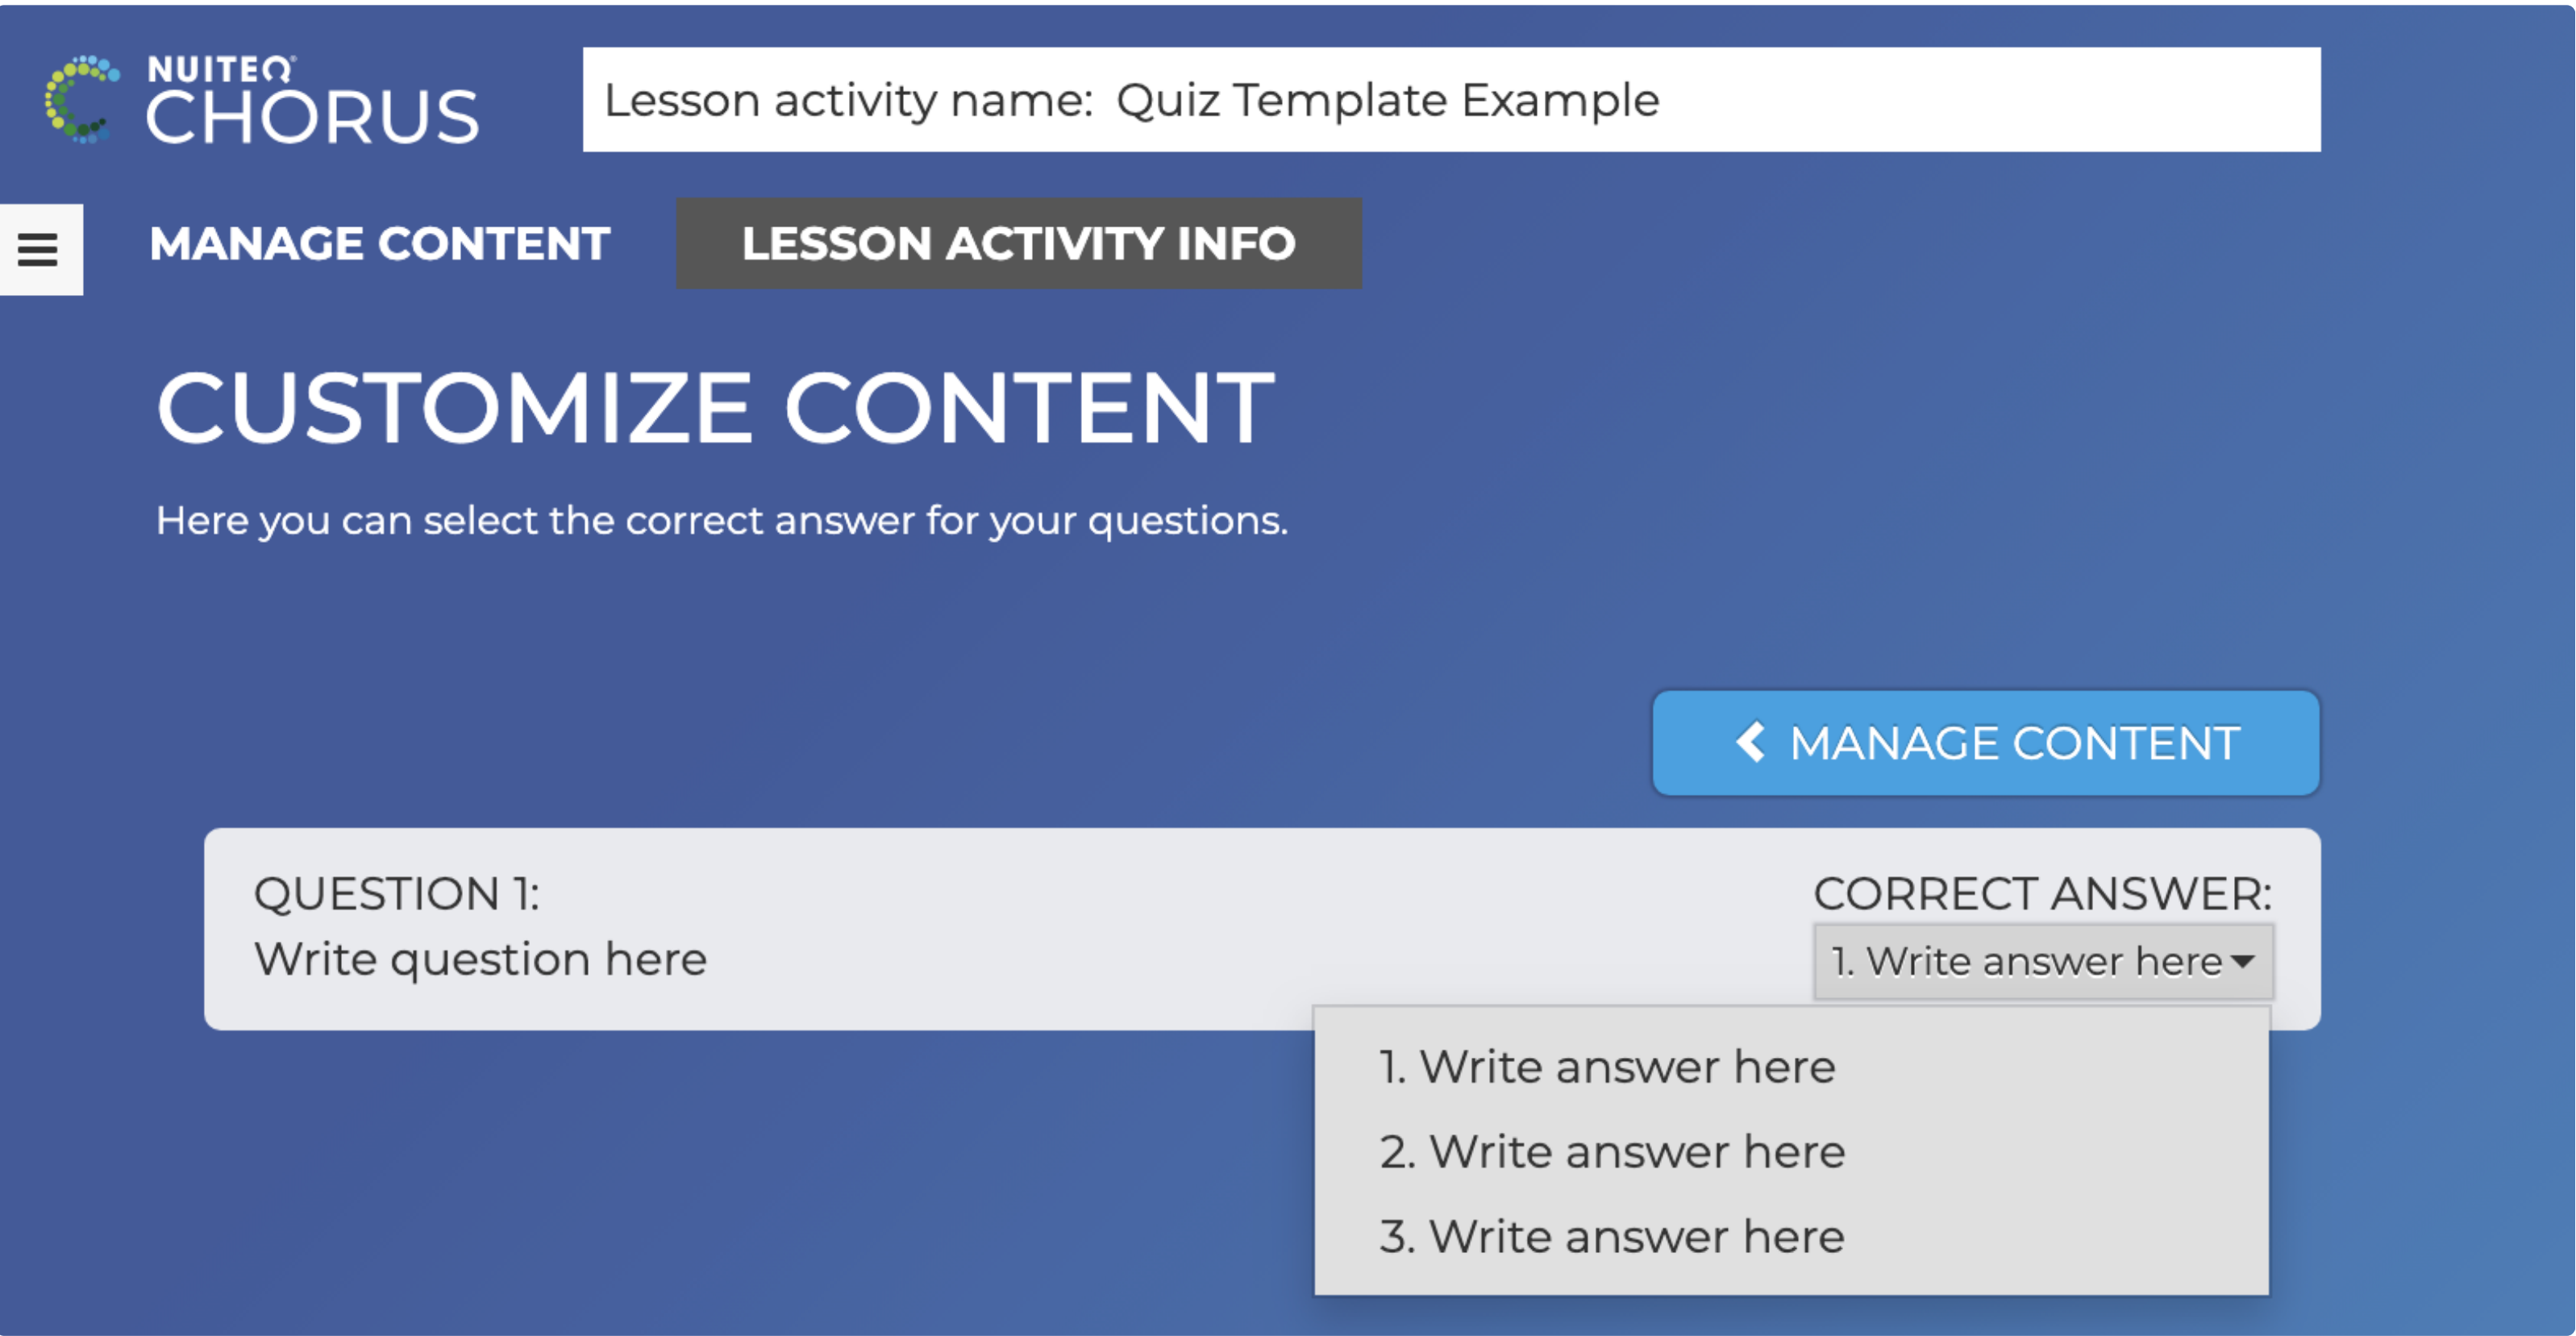 NUITEQ®
CHORUS
Lesson activity name: Quiz Template Example
MANAGE CONTENT
LESSON ACTIVITY INFO
CUSTOMIZE CONTENT
Here you can select the correct answer for your questions.
MANAGE CONTENT
QUESTION 1:
Write question here
CORRECT ANSWER:
1. Write answer here
1. Write answer here
2. Write answer here
3. Write answer here